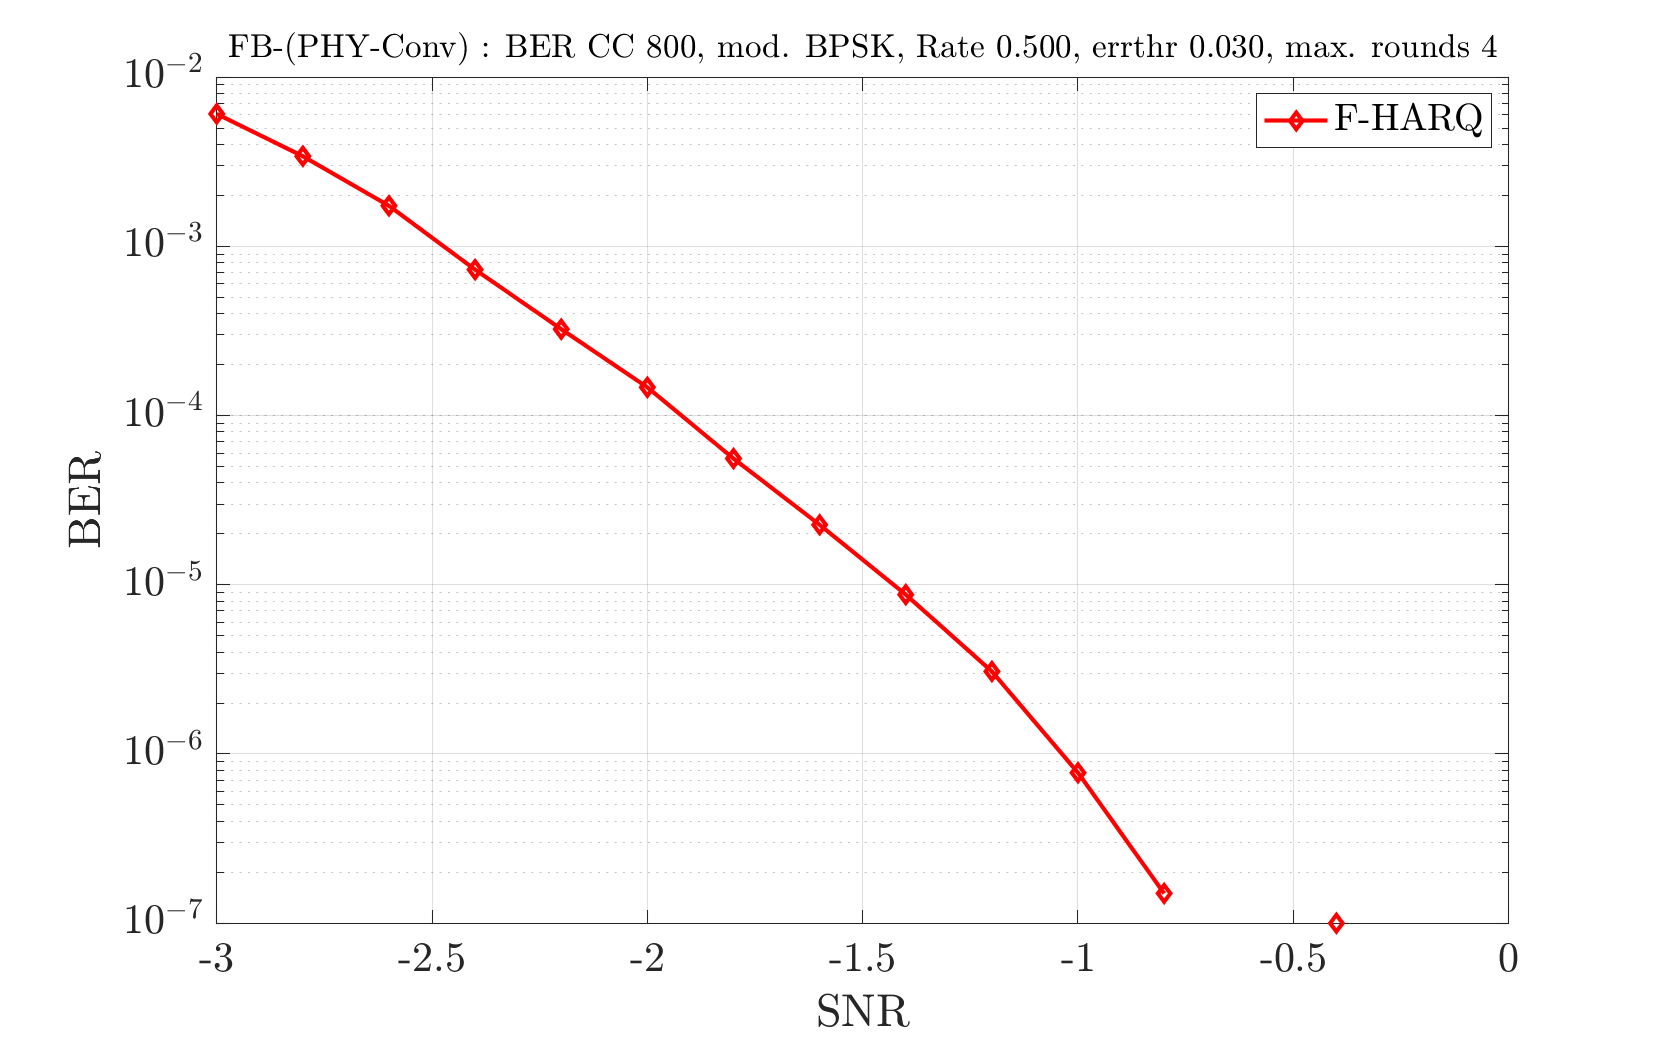 FB-(PHY-Conv) : BER CC 800, mod. BPSK, Rate 0.500, errthr 0.030, max. rounds 4
F-HARQ
BER
10^{-2}
10^{-3}
10^{-4}
10^{-5}
10^{-6}
10^{-7}
-3 -2.5 -2 -1.5 -1 -0.5 0
SNR